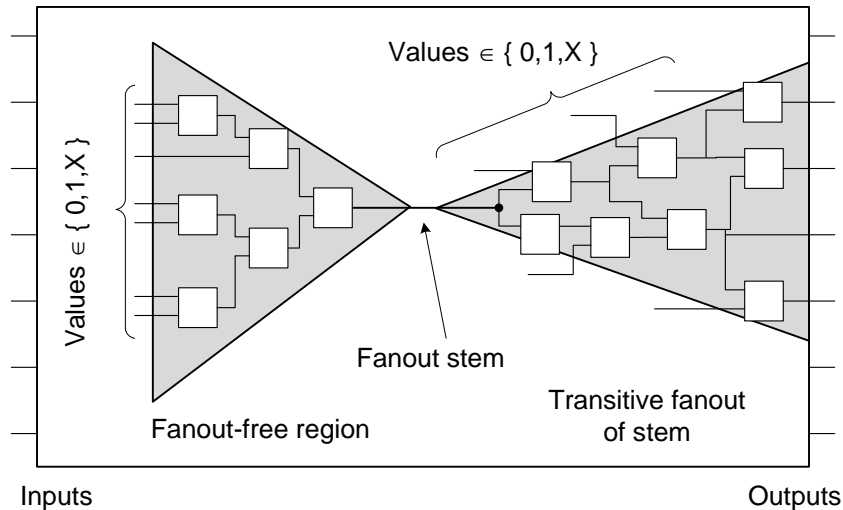 Values ∈ { 0,1,X }
Values ∈ { 0,1,X }
Fanout stem
Fanout-free region
Transitive fanout
of stem
Inputs
Outputs